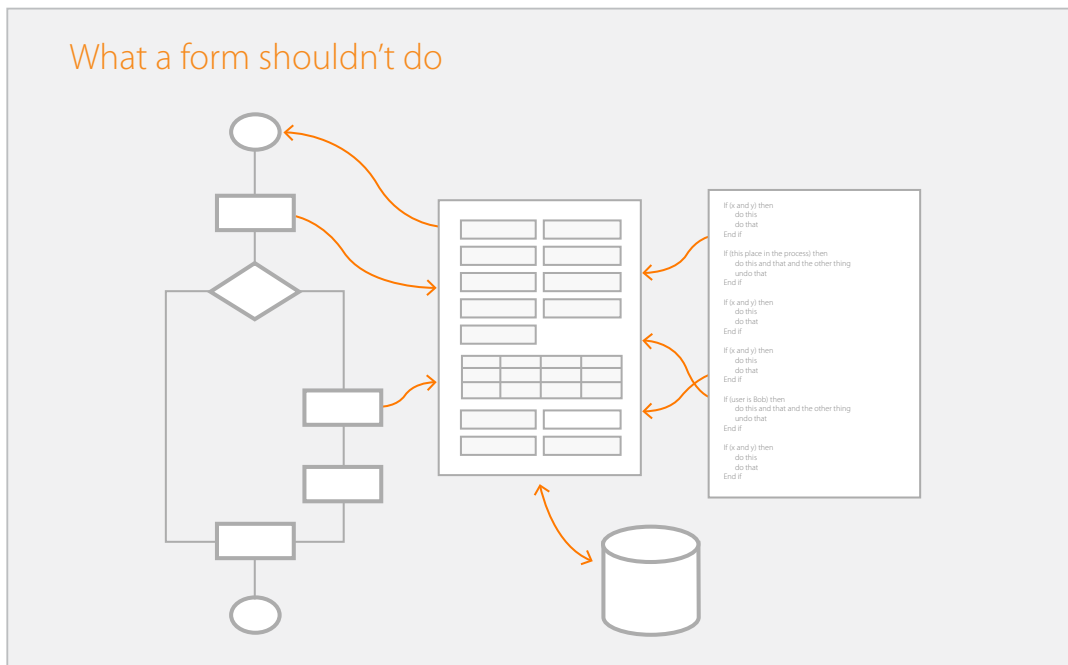 What a form shouldn't do
If (x and y) then
do this
do that
End if
If (this place in the process) then
do this and that and the other thing
undo that
End if
If (x and y) then
do this
do that
End if
If (x and y) then
do this
do that
End if
If (user is Bob) then
do this and that and the other thing
undo that
End if
If (x and y) then
do this
do that
End if